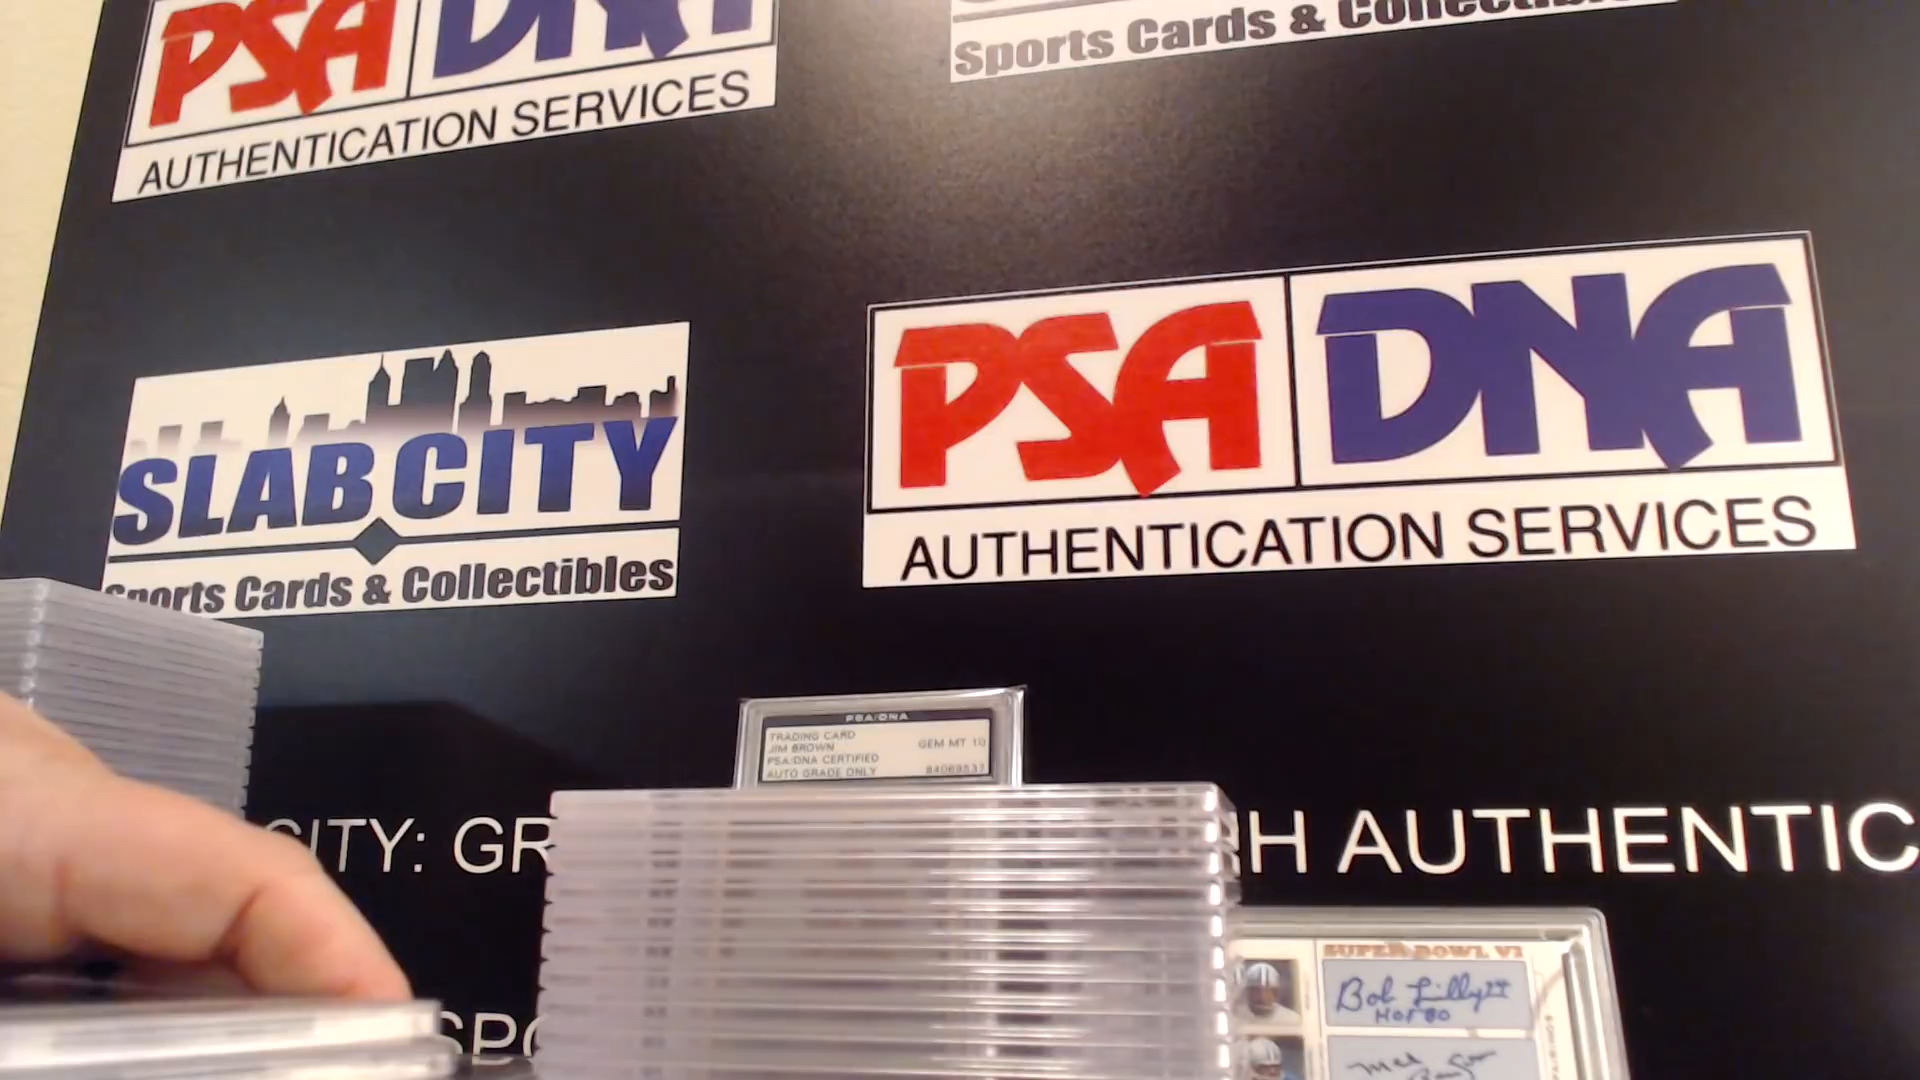 PSA DNA
AUTHENTICATION SERVICES
Sports Cards &
SLAB CITY
Sports Cards & Collectibles
PSA DNA
AUTHENTICATION SERVICES
PSA/DNA
TRADING CARD
JIM BROWN GEM MT 10
PSA/DNA CERTIFIED
AUTO GRADE ONLY 84069537
CITY: GR H AUTHENTIC
SPO
SUPER BOWL VI
Bob Lilly
HOF 80